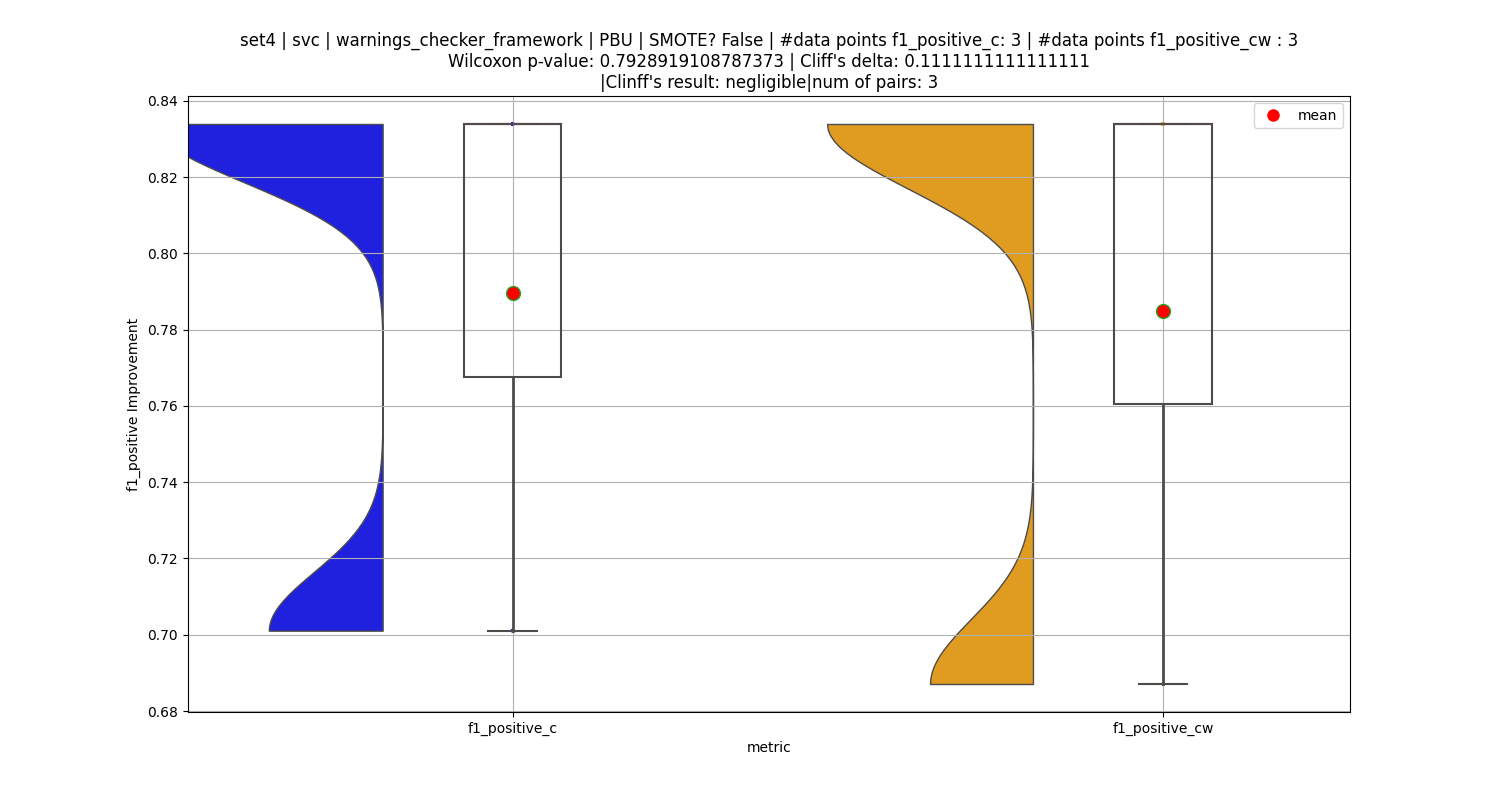 set4 | svc | warnings_checker_framework | PBU | SMOTE? False | #data points f1_positive_c: 3 | #data points f1_positive_cw : 3
Wilcoxon p-value: 0.7928919108787373 | Cliff's delta: 0.1111111111111111
|Clinff's result: negligible|num of pairs: 3
mean
0.84
0.82
0.80
0.78
0.76
0.74
0.72
0.70
0.68
f1_positive Improvement
f1_positive_c
f1_positive_cw
metric